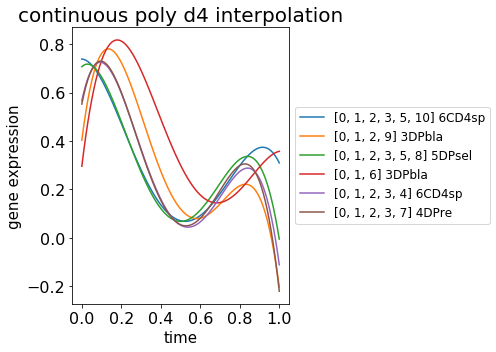 continuous poly d4 interpolation
0.8
0.6
0.4
0.2
0.0
−0.2
gene expression
0.0 0.2 0.4 0.6 0.8 1.0
time
[0, 1, 2, 3, 5, 10] 6CD4sp
[0, 1, 2, 9] 3DPbla
[0, 1, 2, 3, 5, 8] 5DPsel
[0, 1, 6] 3DPbla
[0, 1, 2, 3, 4] 6CD4sp
[0, 1, 2, 3, 7] 4DPre